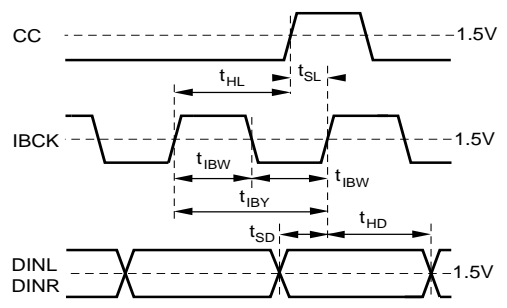 CC
1.5V
tSL
tHL
IBCK
1.5V
tIBW
tIBW
tIBY
tSD
tHD
DINL
DINR
1.5V